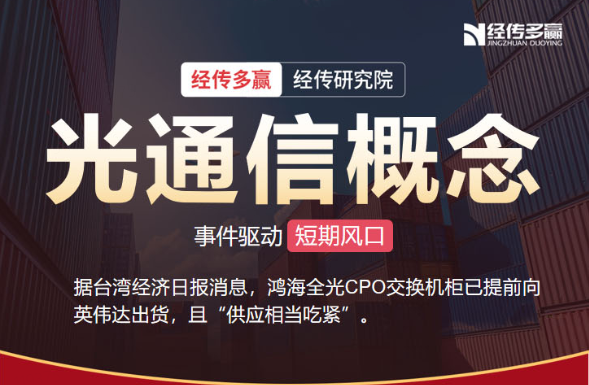 经传多赢
JINGZHUAN DUOYING
经传多赢 经传研究院
光通信概念
事件驱动 短期风口
据台湾经济日报消息，鸿海全光CPO交换机柜已提前向
英伟达出货，且“供应相当吃紧”。